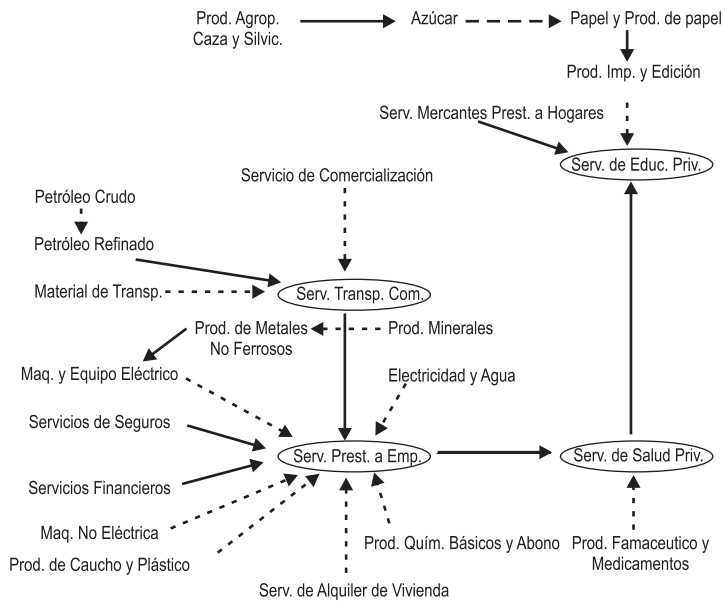 Prod. Agrop.
Caza y Silvic.
Azúcar
Papel y Prod. de papel
Prod. Imp. y Edición
Serv. Mercantes Prest. a Hogares
Serv. de Educ. Priv.
Servicio de Comercialización
Petróleo Crudo
Petróleo Refinado
Material de Transp.
Serv. Transp. Com.
Prod. de Metales
No Ferrosos
Prod. Minerales
Maq. y Equipo Eléctrico
Electricidad y Agua
Servicios de Seguros
Serv. Prest. a Emp.
Serv. de Salud Priv.
Servicios Financieros
Maq. No Eléctrica
Prod. de Caucho y Plástico
Prod. Quím. Básicos y Abono
Prod. Famaceutico y
Medicamentos
Serv. de Alquiler de Vivienda